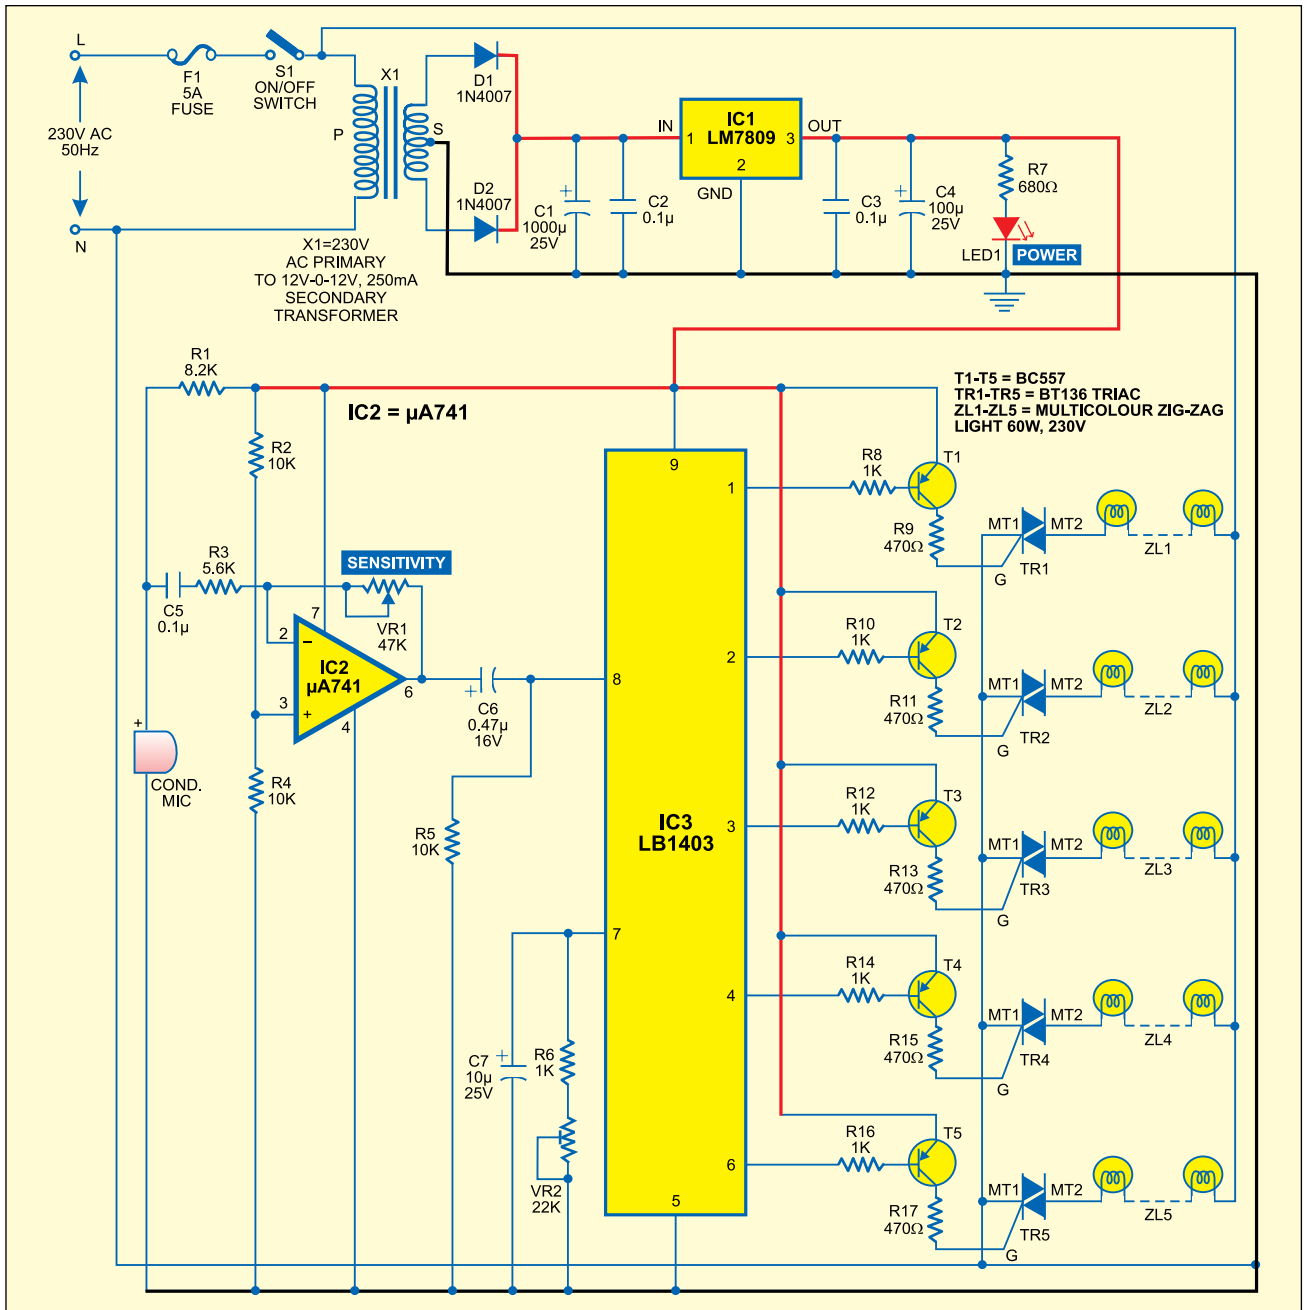 L
F1
5A
FUSE
S1
ON/OFF
SWITCH
230V AC
50Hz
N
X1
P
S
X1=230V
AC PRIMARY
TO 12V-0-12V, 250mA
SECONDARY
TRANSFORMER
D1
1N4007
D2
1N4007
C1
1000µ
25V
C2
0.1µ
IN
IC1
LM7809
1
3
2
OUT
GND
C3
0.1µ
C4
100µ
25V
R7
680Ω
LED1
POWER
R1
8.2K
IC2 = µA741
T1-T5 = BC557
TR1-TR5 = BT136 TRIAC
ZL1-ZL5 = MULTICOLOUR ZIG-ZAG
LIGHT 60W, 230V
R2
10K
R3
5.6K
C5
0.1µ
SENSITIVITY
VR1
47K
7
2
−
IC2
µA741
3
+
4
6
C6
0.47µ
16V
COND.
MIC
R4
10K
R5
10K
C7
10µ
25V
R6
1K
VR2
22K
9
8
7
IC3
LB1403
5
1
2
3
4
6
R8
1K
T1
R9
470Ω
G
MT1
MT2
TR1
ZL1
R10
1K
T2
R11
470Ω
G
MT1
MT2
TR2
ZL2
R12
1K
T3
R13
470Ω
G
MT1
MT2
TR3
ZL3
R14
1K
T4
R15
470Ω
G
MT1
MT2
TR4
ZL4
R16
1K
T5
R17
470Ω
G
MT1
MT2
TR5
ZL5